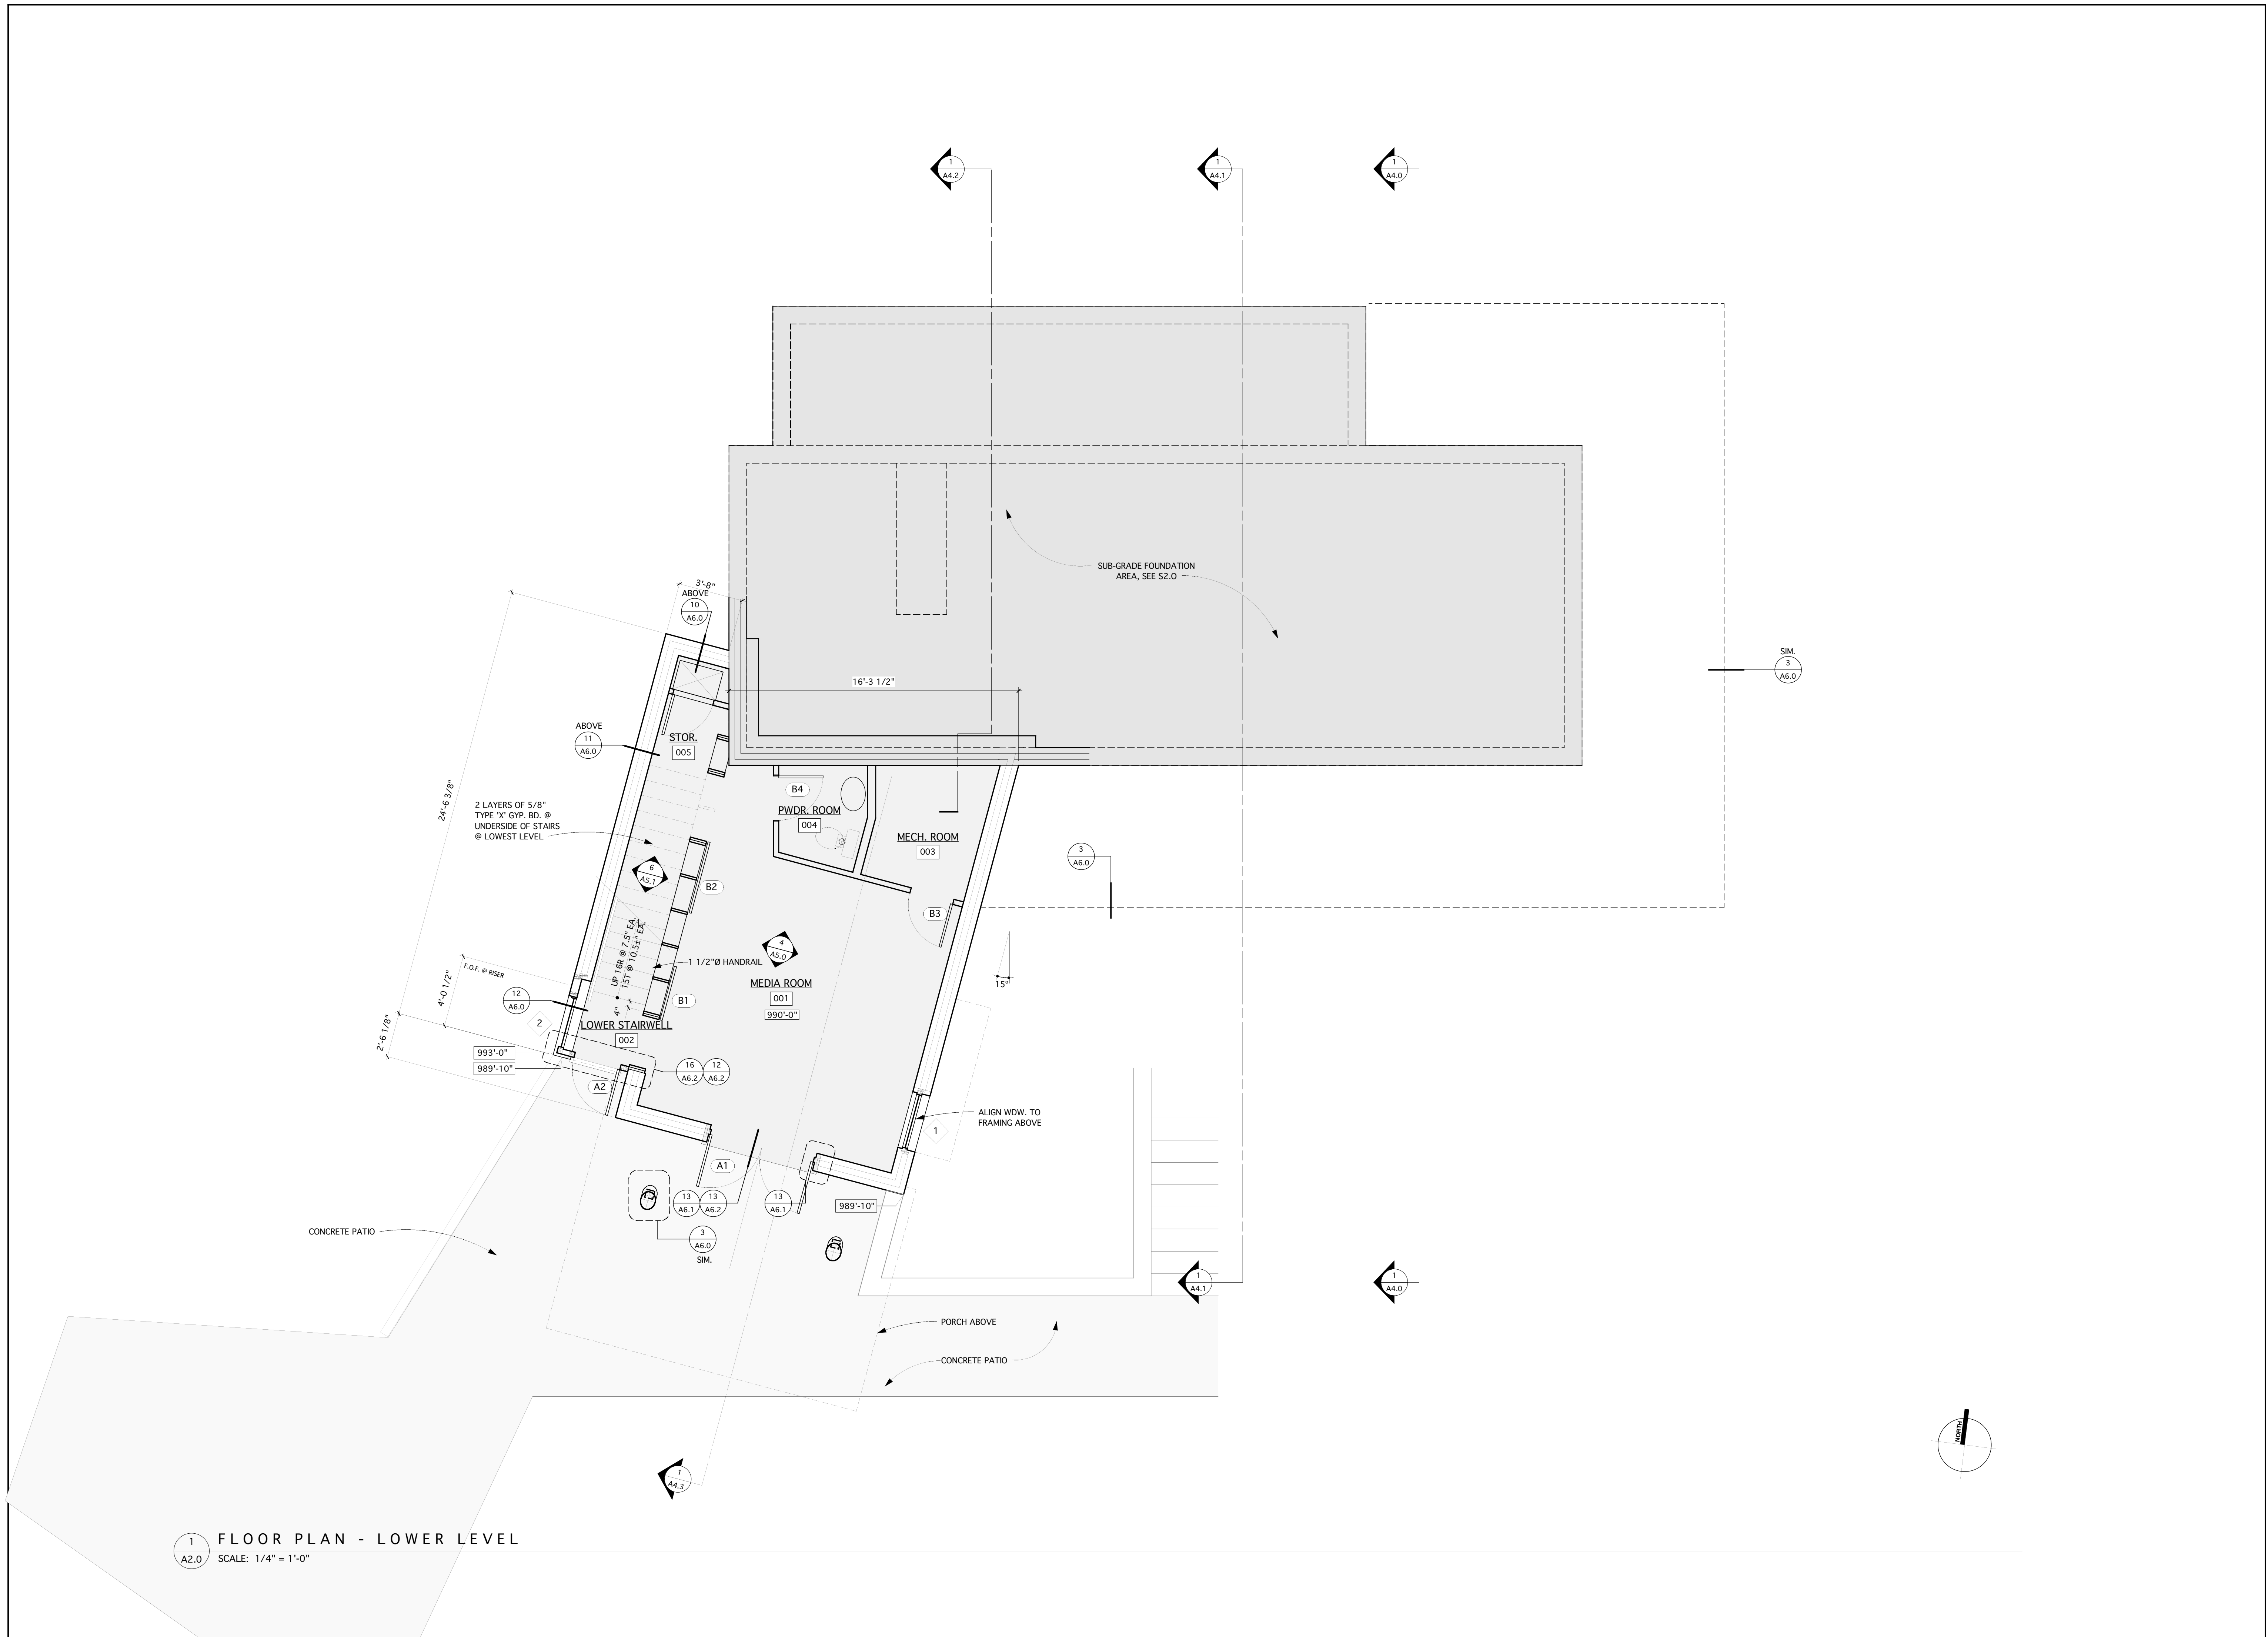 1
A4.2
1
A4.1
1
A4.0
SUB-GRADE FOUNDATION
AREA, SEE S2.O
3'-8"
ABOVE
10
A6.0
SIM.
3
A6.0
16'-3 1/2"
ABOVE
11
A6.0
STOR.
005
24'-6 3/8"
2 LAYERS OF 5/8"
TYPE 'X' GYP. BD. @
UNDERSIDE OF STAIRS
@ LOWEST LEVEL
B4
PWDR. ROOM
004
MECH. ROOM
003
3
A6.0
6
A5.1
B2
B3
UP 16R @ 7.5" EA.
15T @ 10.5±" EA.
4
A5.0
1 1/2"Ø HANDRAIL
F.O.F. @ RISER
4'-0 1/2"
MEDIA ROOM
001
990'-0"
15°
12
A6.0
B1
4"
2
LOWER STAIRWELL
002
2'-6 1/8"
993'-0"
989'-10"
16
A6.2
12
A6.2
A2
ALIGN WDW. TO
FRAMING ABOVE
1
A1
13
A6.1
13
A6.2
13
A6.1
989'-10"
CONCRETE PATIO
3
A6.0
SIM.
1
A4.1
1
A4.0
PORCH ABOVE
CONCRETE PATIO
NORTH
1
A4.3
1
A2.0
FLOOR PLAN - LOWER LEVEL
SCALE: 1/4" = 1'-0"